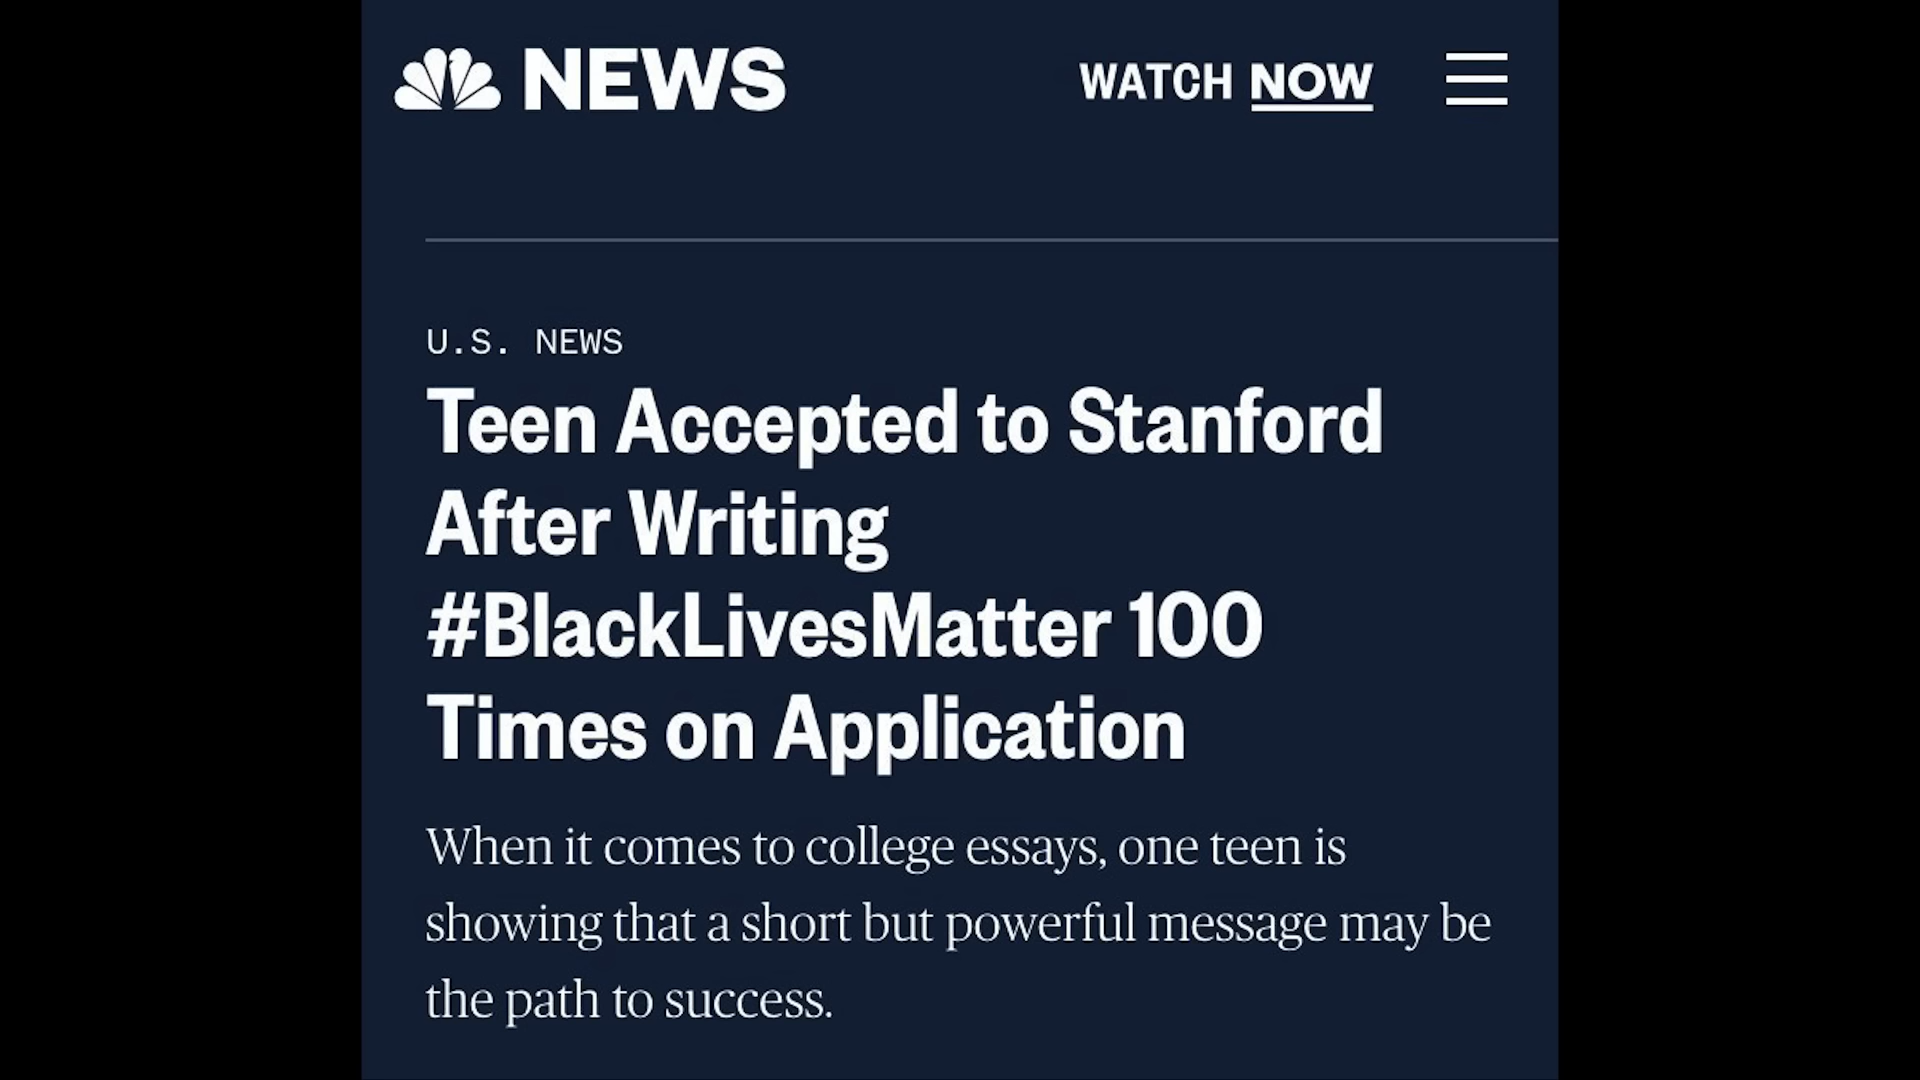 NEWS
WATCH NOW
U.S. NEWS
Teen Accepted to Stanford
After Writing
#BlackLivesMatter 100
Times on Application
When it comes to college essays, one teen is
showing that a short but powerful message may be
the path to success.